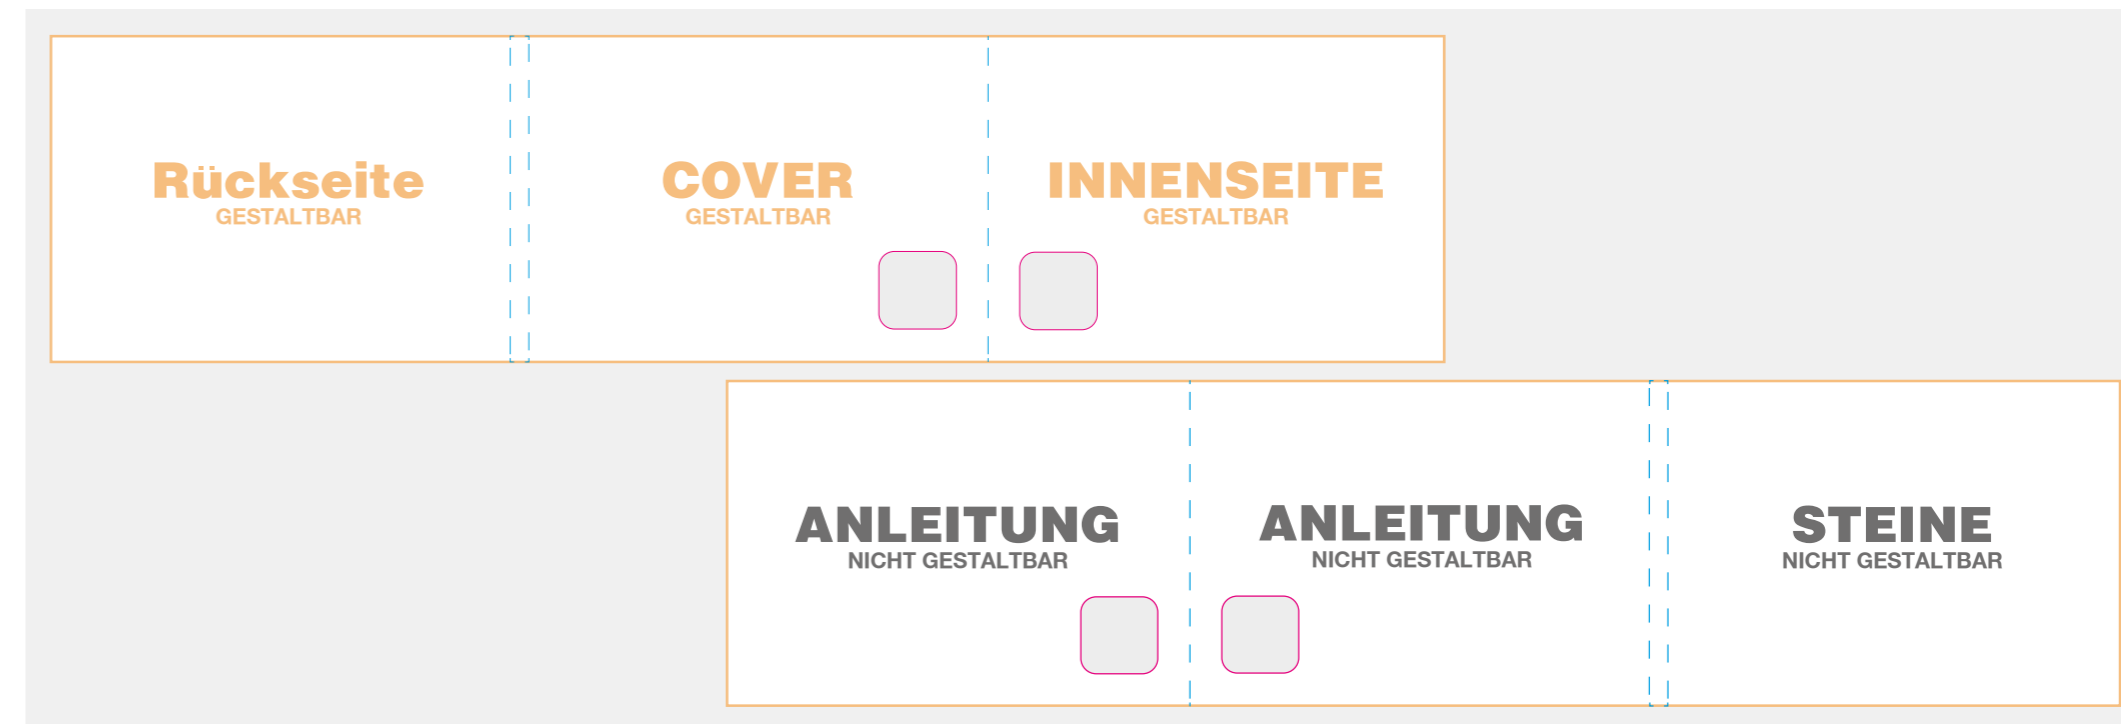 Rückseite
GESTALTBAR
COVER
GESTALTBAR
INNENSEITE
GESTALTBAR
ANLEITUNG
NICHT GESTALTBAR
ANLEITUNG
NICHT GESTALTBAR
STEINE
NICHT GESTALTBAR